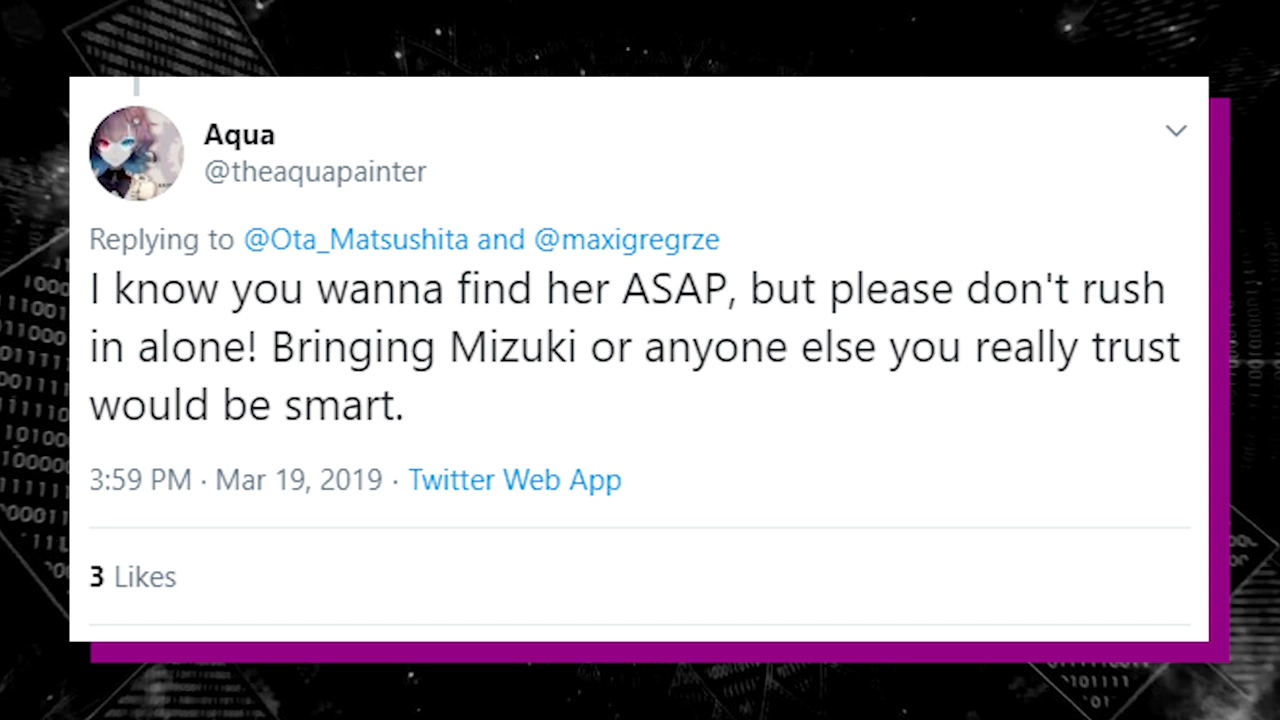 Aqua
@theaquapainter
Replying to @Ota_Matsushita and @maxigregrze
I know you wanna find her ASAP, but please don't rush
in alone! Bringing Mizuki or anyone else you really trust
would be smart.
3:59 PM · Mar 19, 2019 · Twitter Web App
3 Likes